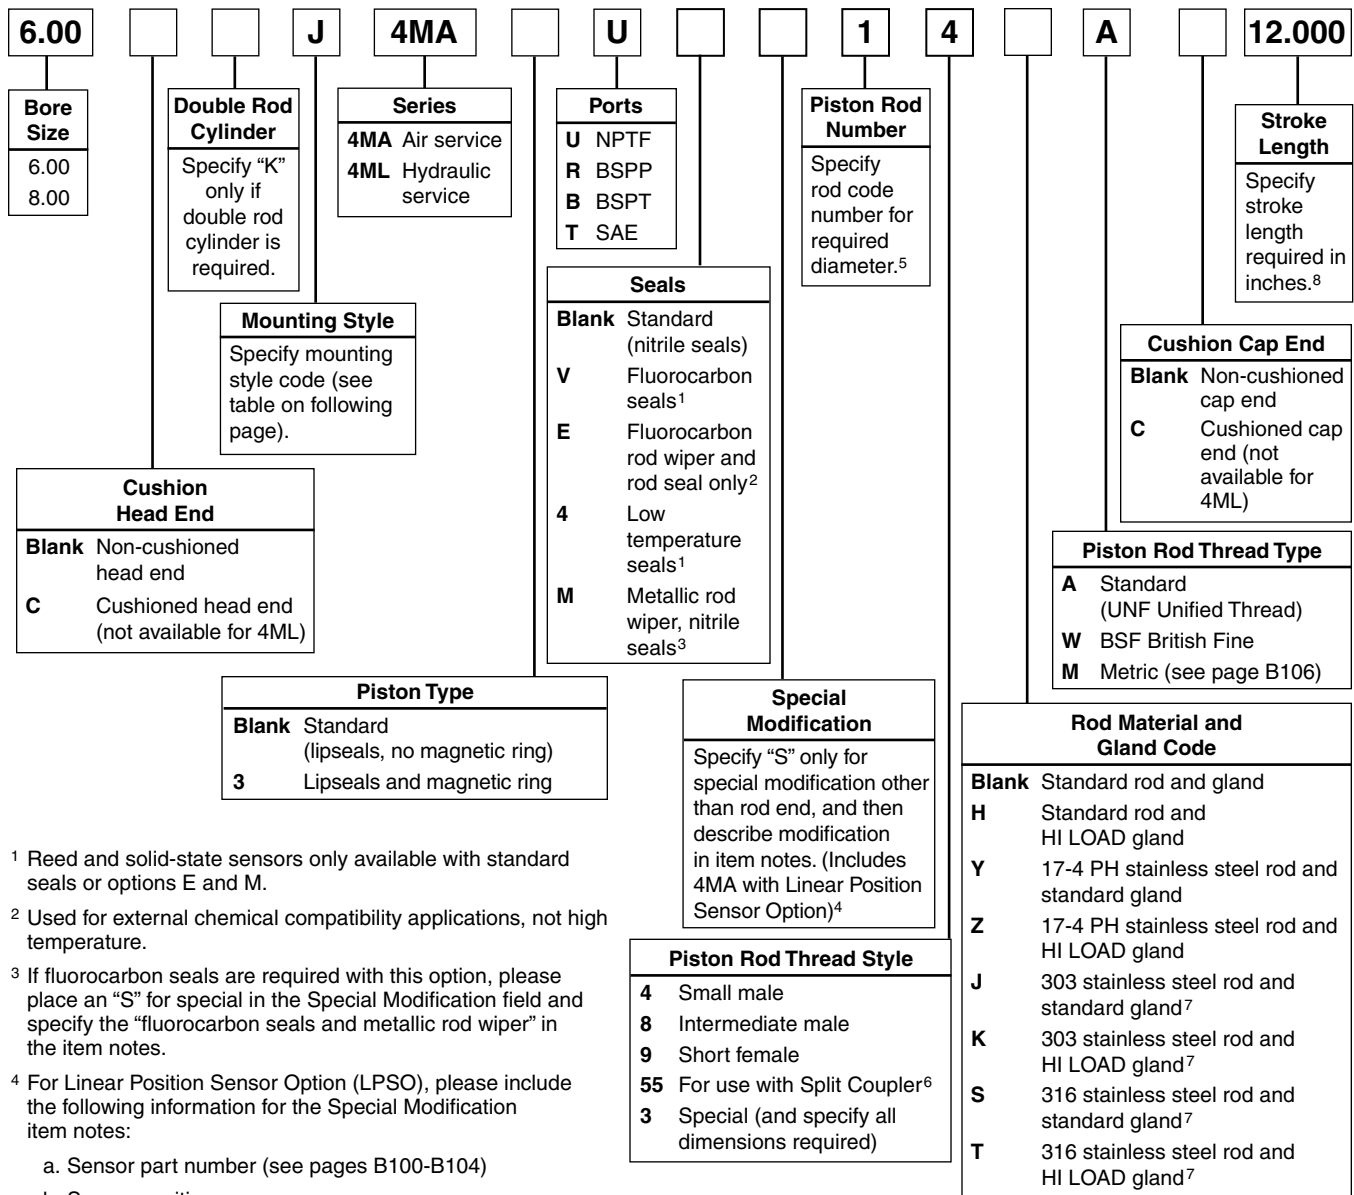 6.00 J 4MA U 1 4 A 12.000
Bore
Size
6.00
8.00
Double Rod
Cylinder
Specify “K”
only if
double rod
cylinder is
required.
Series
4MA Air service
4ML Hydraulic
service
Ports
U NPTF
R BSPP
B BSPT
T SAE
Piston Rod
Number
Specify
rod code
number for
required
diameter.5
Stroke
Length
Specify
stroke
length
required in
inches.8
Mounting Style
Specify mounting
style code (see
table on following
page).
Seals
Blank Standard
(nitrile seals)
V Fluorocarbon
seals1
E Fluorocarbon
rod wiper and
rod seal only2
4 Low
temperature
seals1
M Metallic rod
wiper, nitrile
seals3
Cushion Cap End
Blank Non-cushioned
cap end
C Cushioned cap
end (not
available for
4ML)
Cushion
Head End
Blank Non-cushioned
head end
C Cushioned head end
(not available for 4ML)
Piston Rod Thread Type
A Standard
(UNF Unified Thread)
W BSF British Fine
M Metric (see page B106)
Piston Type
Blank Standard
(lipseals, no magnetic ring)
3 Lipseals and magnetic ring
Special
Modification
Specify “S” only for
special modification other
than rod end, and then
describe modification
in item notes. (Includes
4MA with Linear Position
Sensor Option)4
Rod Material and
Gland Code
Blank Standard rod and gland
H Standard rod and
HI LOAD gland
Y 17-4 PH stainless steel rod and
standard gland
Z 17-4 PH stainless steel rod and
HI LOAD gland
J 303 stainless steel rod and
standard gland7
K 303 stainless steel rod and
HI LOAD gland7
S 316 stainless steel rod and
standard gland7
T 316 stainless steel rod and
HI LOAD gland7
Piston Rod Thread Style
4 Small male
8 Intermediate male
9 Short female
55 For use with Split Coupler6
3 Special (and specify all
dimensions required)
1 Reed and solid-state sensors only available with standard
seals or options E and M.
2 Used for external chemical compatibility applications, not high
temperature.
3 If fluorocarbon seals are required with this option, please
place an “S” for special in the Special Modification field and
specify the “fluorocarbon seals and metallic rod wiper” in
the item notes.
4 For Linear Position Sensor Option (LPSO), please include
the following information for the Special Modification
item notes:
a. Sensor part number (see pages B100-B104)